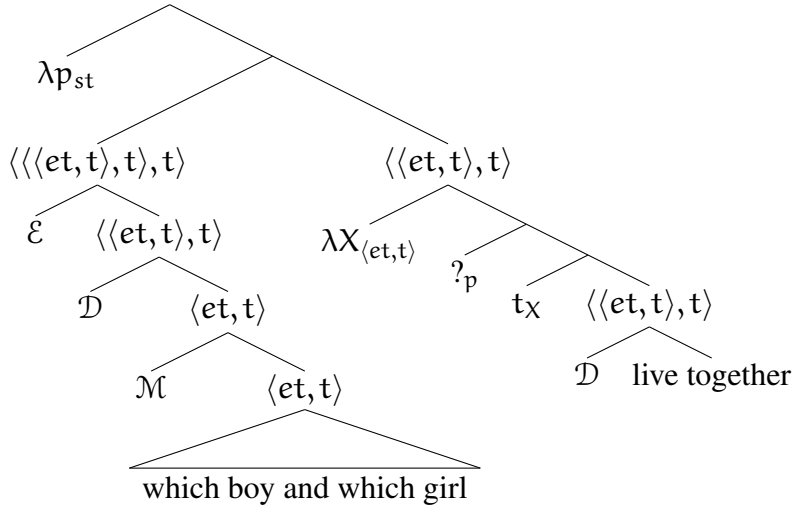 λp_st
⟨⟨⟨et, t⟩, t⟩, t⟩ ⟨⟨et, t⟩, t⟩
ℰ ⟨⟨et, t⟩, t⟩ λX_⟨et,t⟩
?_p
𝒟 ⟨et, t⟩ t_X ⟨⟨et, t⟩, t⟩
ℳ ⟨et, t⟩ 𝒟 live together
which boy and which girl